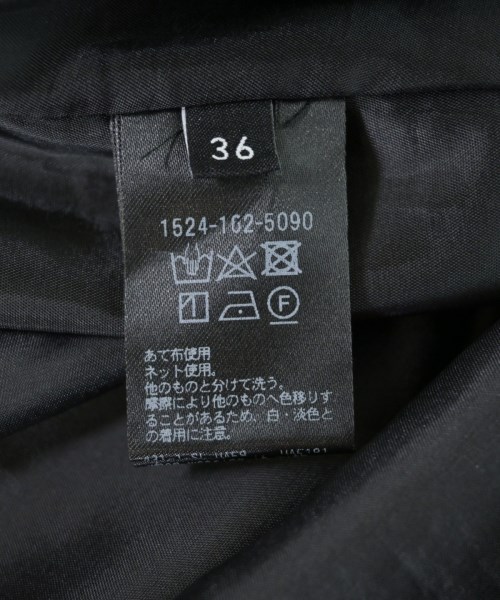 36
1524-102-5090
F
あて布使用
ネット使用。
他のものと分けて洗う。
摩擦により他のものへ色移りす
ることがあるため、白・淡色と
の着用に注意。